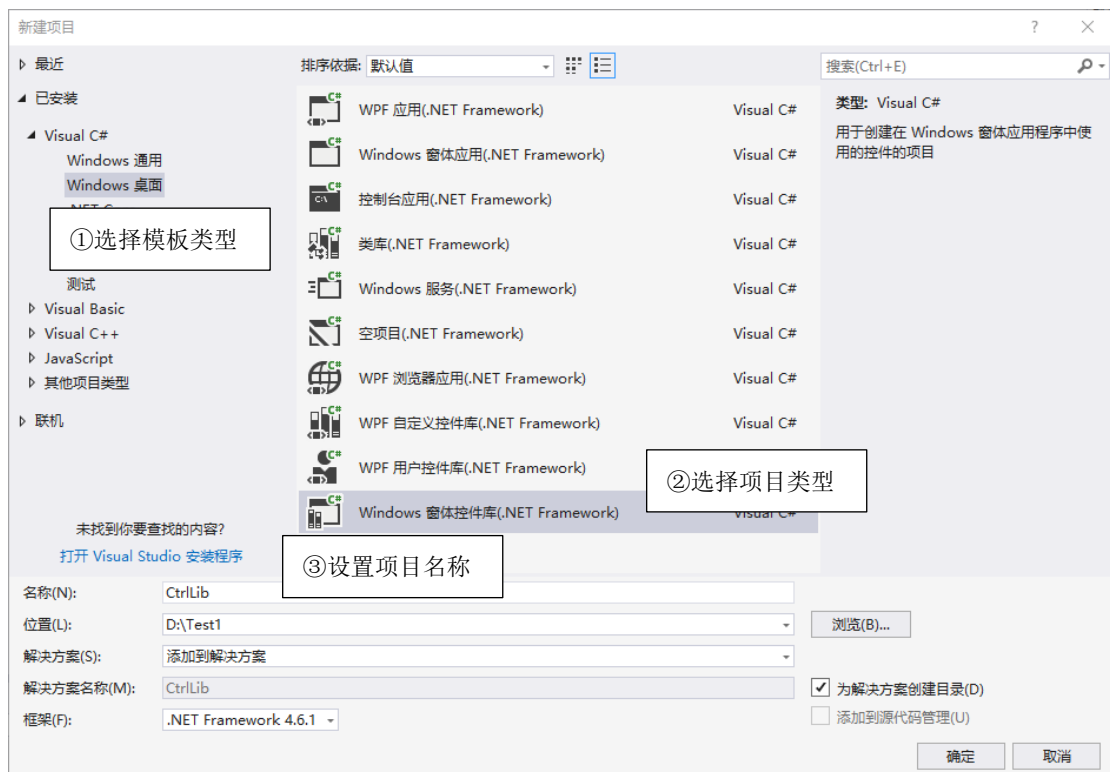 新建项目
? ×
最近
已安装
Visual C#
Windows 通用
Windows 桌面
①选择模板类型
测试
Visual Basic
Visual C++
JavaScript
其他项目类型
联机
未找到你要查找的内容?
打开 Visual Studio 安装程序
排序依据: 默认值
WPF 应用(.NET Framework) Visual C#
Windows 窗体应用(.NET Framework) Visual C#
控制台应用(.NET Framework) Visual C#
类库(.NET Framework) Visual C#
Windows 服务(.NET Framework) Visual C#
空项目(.NET Framework) Visual C#
WPF 浏览器应用(.NET Framework) Visual C#
WPF 自定义控件库(.NET Framework) Visual C#
WPF 用户控件库(.NET Framework)
②选择项目类型
Windows 窗体控件库(.NET Framework) Visual C#
搜索(Ctrl+E)
类型: Visual C#
用于创建在 Windows 窗体应用程序中使
用的控件的项目
③设置项目名称
名称(N): CtrlLib
位置(L): D:\Test1 浏览(B)...
解决方案(S): 添加到解决方案
解决方案名称(M): CtrlLib 为解决方案创建目录(D)
框架(F): .NET Framework 4.6.1 添加到源代码管理(U)
确定 取消